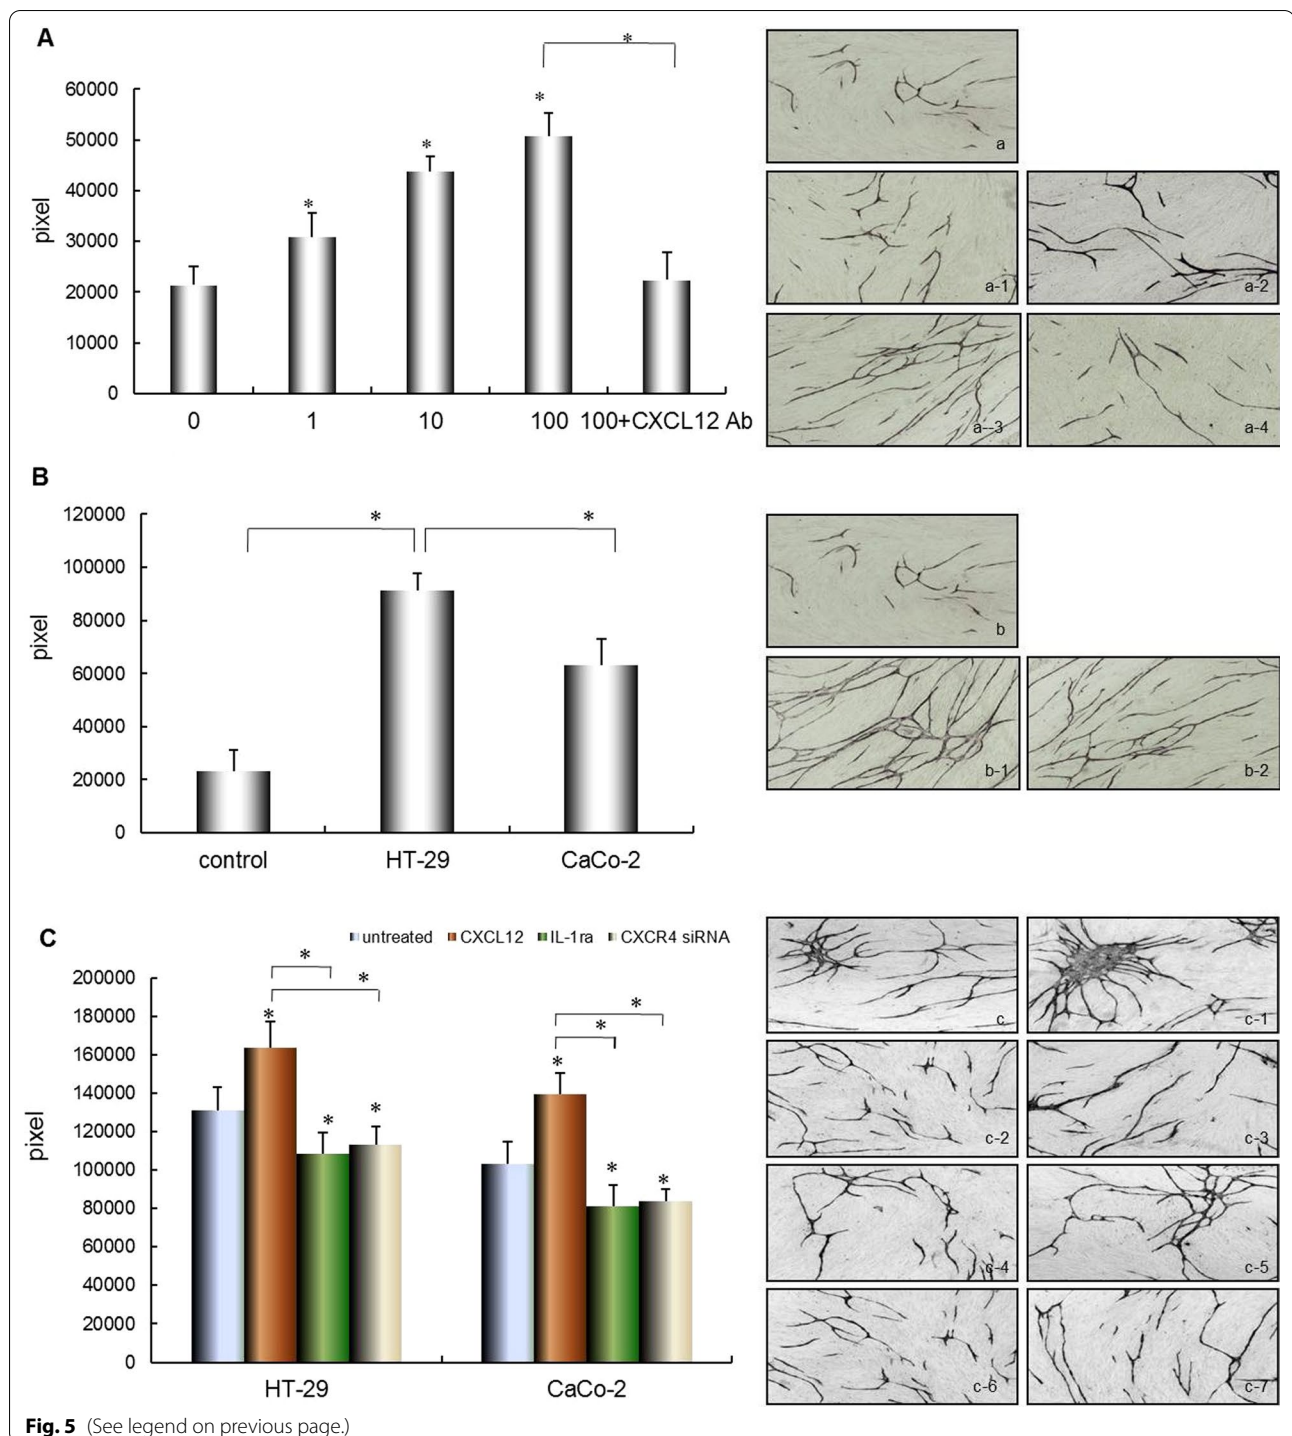 A
*
60000
50000
40000
30000
20000
10000
0
pixel
*
*
*
0 1 10 100 100+CXCL12 Ab
a
a-1
a-2
a--3
a-4
B
120000
100000
80000
60000
40000
20000
0
pixel
* *
control HT-29 CaCo-2
b
b-1
b-2
C
untreated CXCL12 IL-1ra CXCR4 siRNA
200000
180000
160000
140000
120000
100000
80000
60000
40000
20000
0
pixel
*
*
*
*
*
*
*
*
*
*
HT-29 CaCo-2
c
c-1
c-2
c-3
c-4
c-5
c-6
c-7
Fig. 5 (See legend on previous page.)